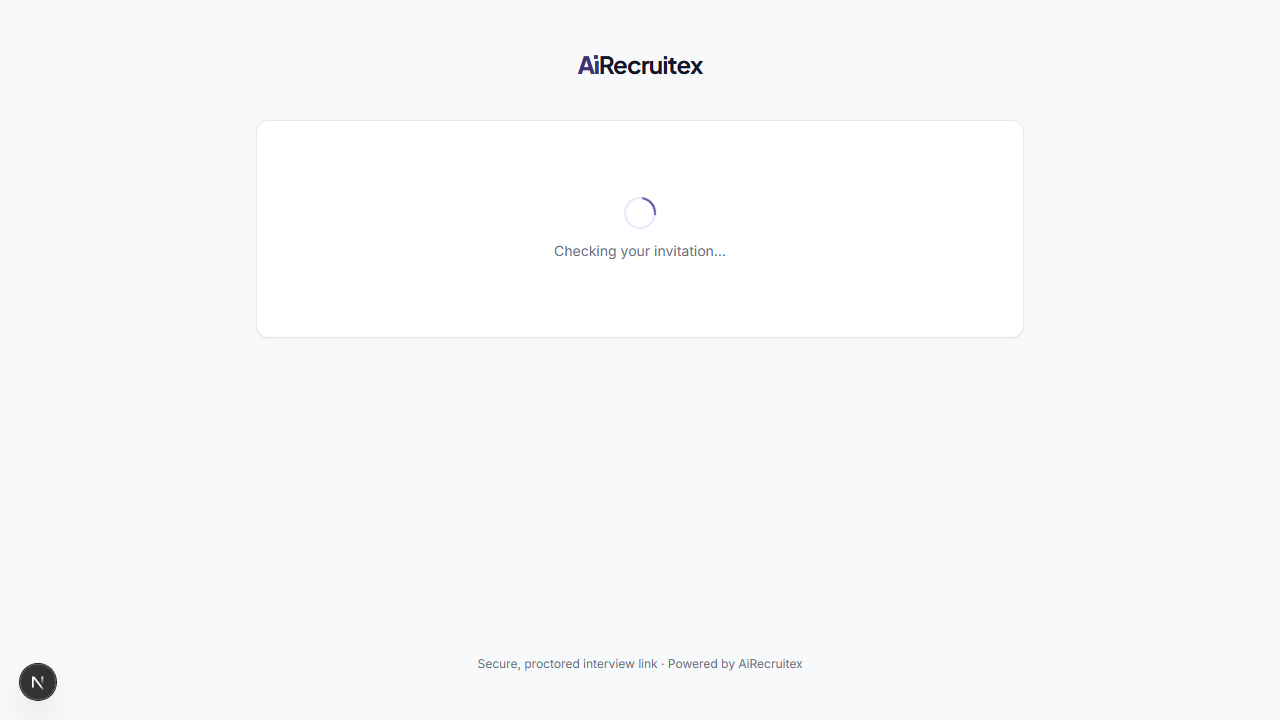 AiRecruitex
Checking your invitation...
Secure, proctored interview link · Powered by AiRecruitex
N